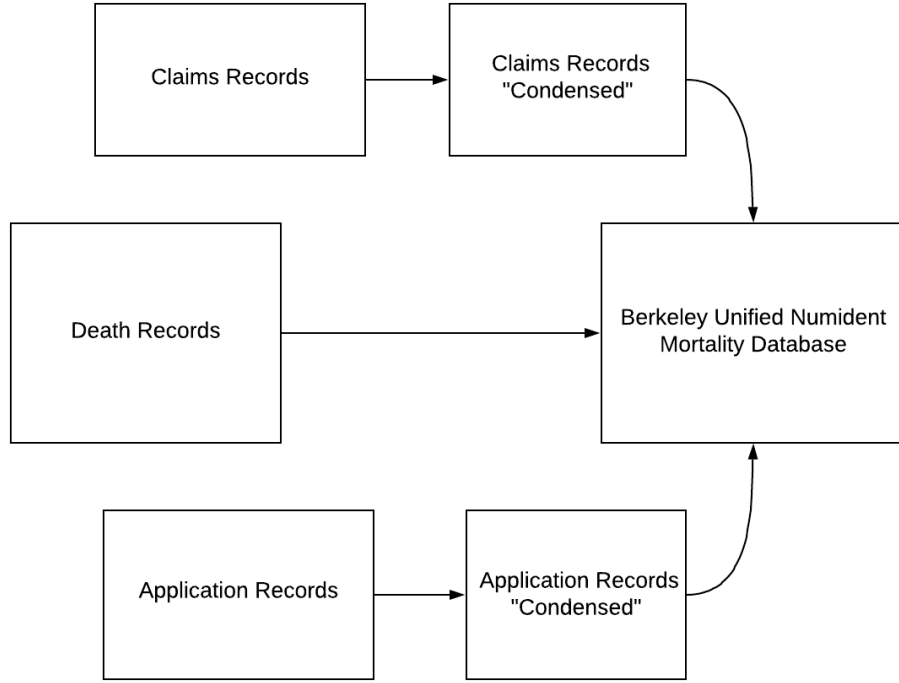 Claims Records
Claims Records
"Condensed"
Death Records
Berkeley Unified Numident
Mortality Database
Application Records
Application Records
"Condensed"